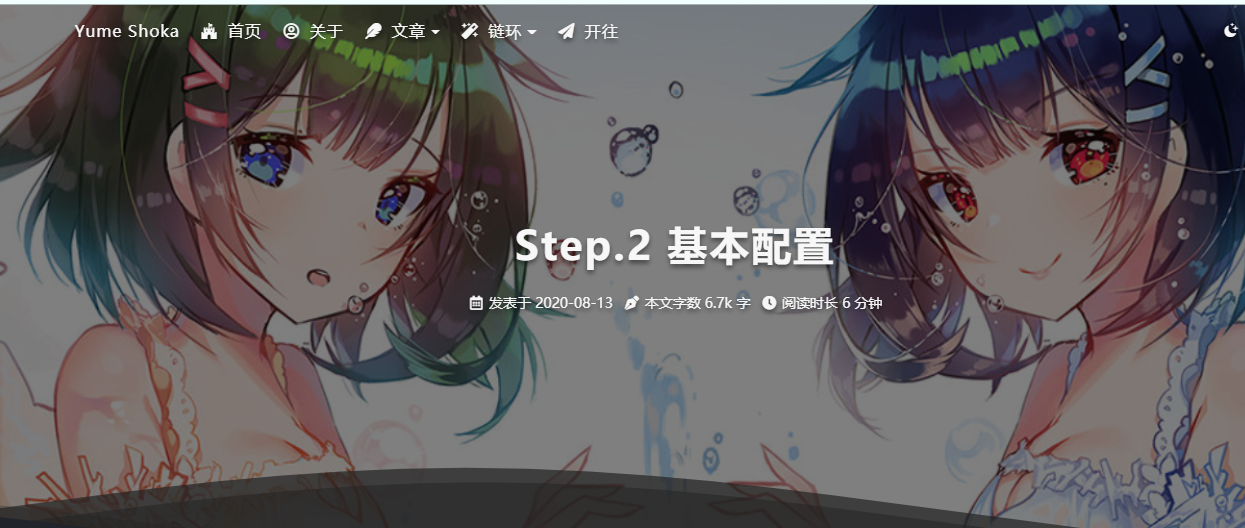 Yume Shoka 首页 关于 文章 链环 开往
Step.2 基本配置
发表于 2020-08-13 本文字数 6.7k 字 阅读时长 6 分钟